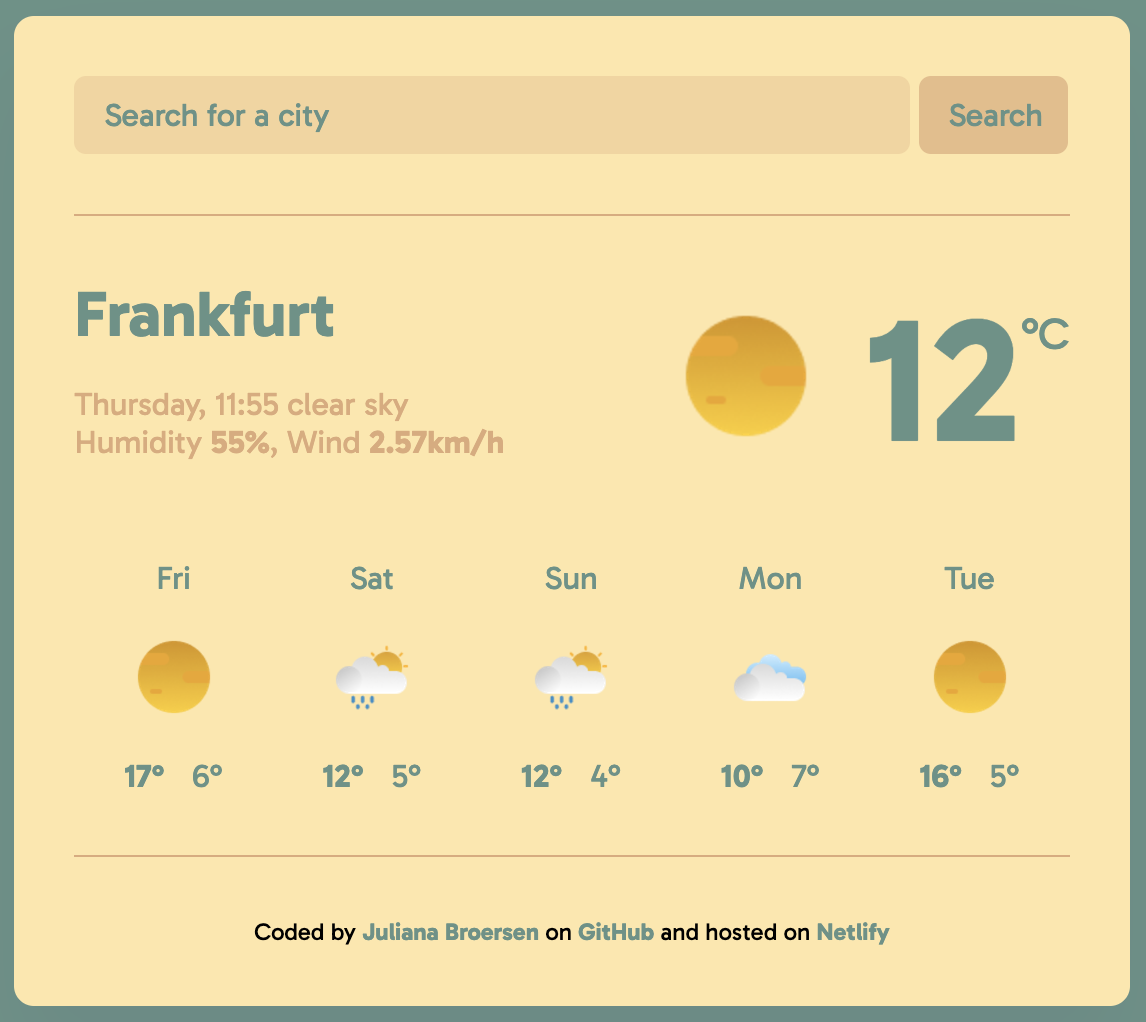 Search for a city Search
Frankfurt
12°C
Thursday, 11:55 clear sky
Humidity 55%, Wind 2.57km/h
Fri Sat Sun Mon Tue
17° 6° 12° 5° 12° 4° 10° 7° 16° 5°
Coded by Juliana Broersen on GitHub and hosted on Netlify